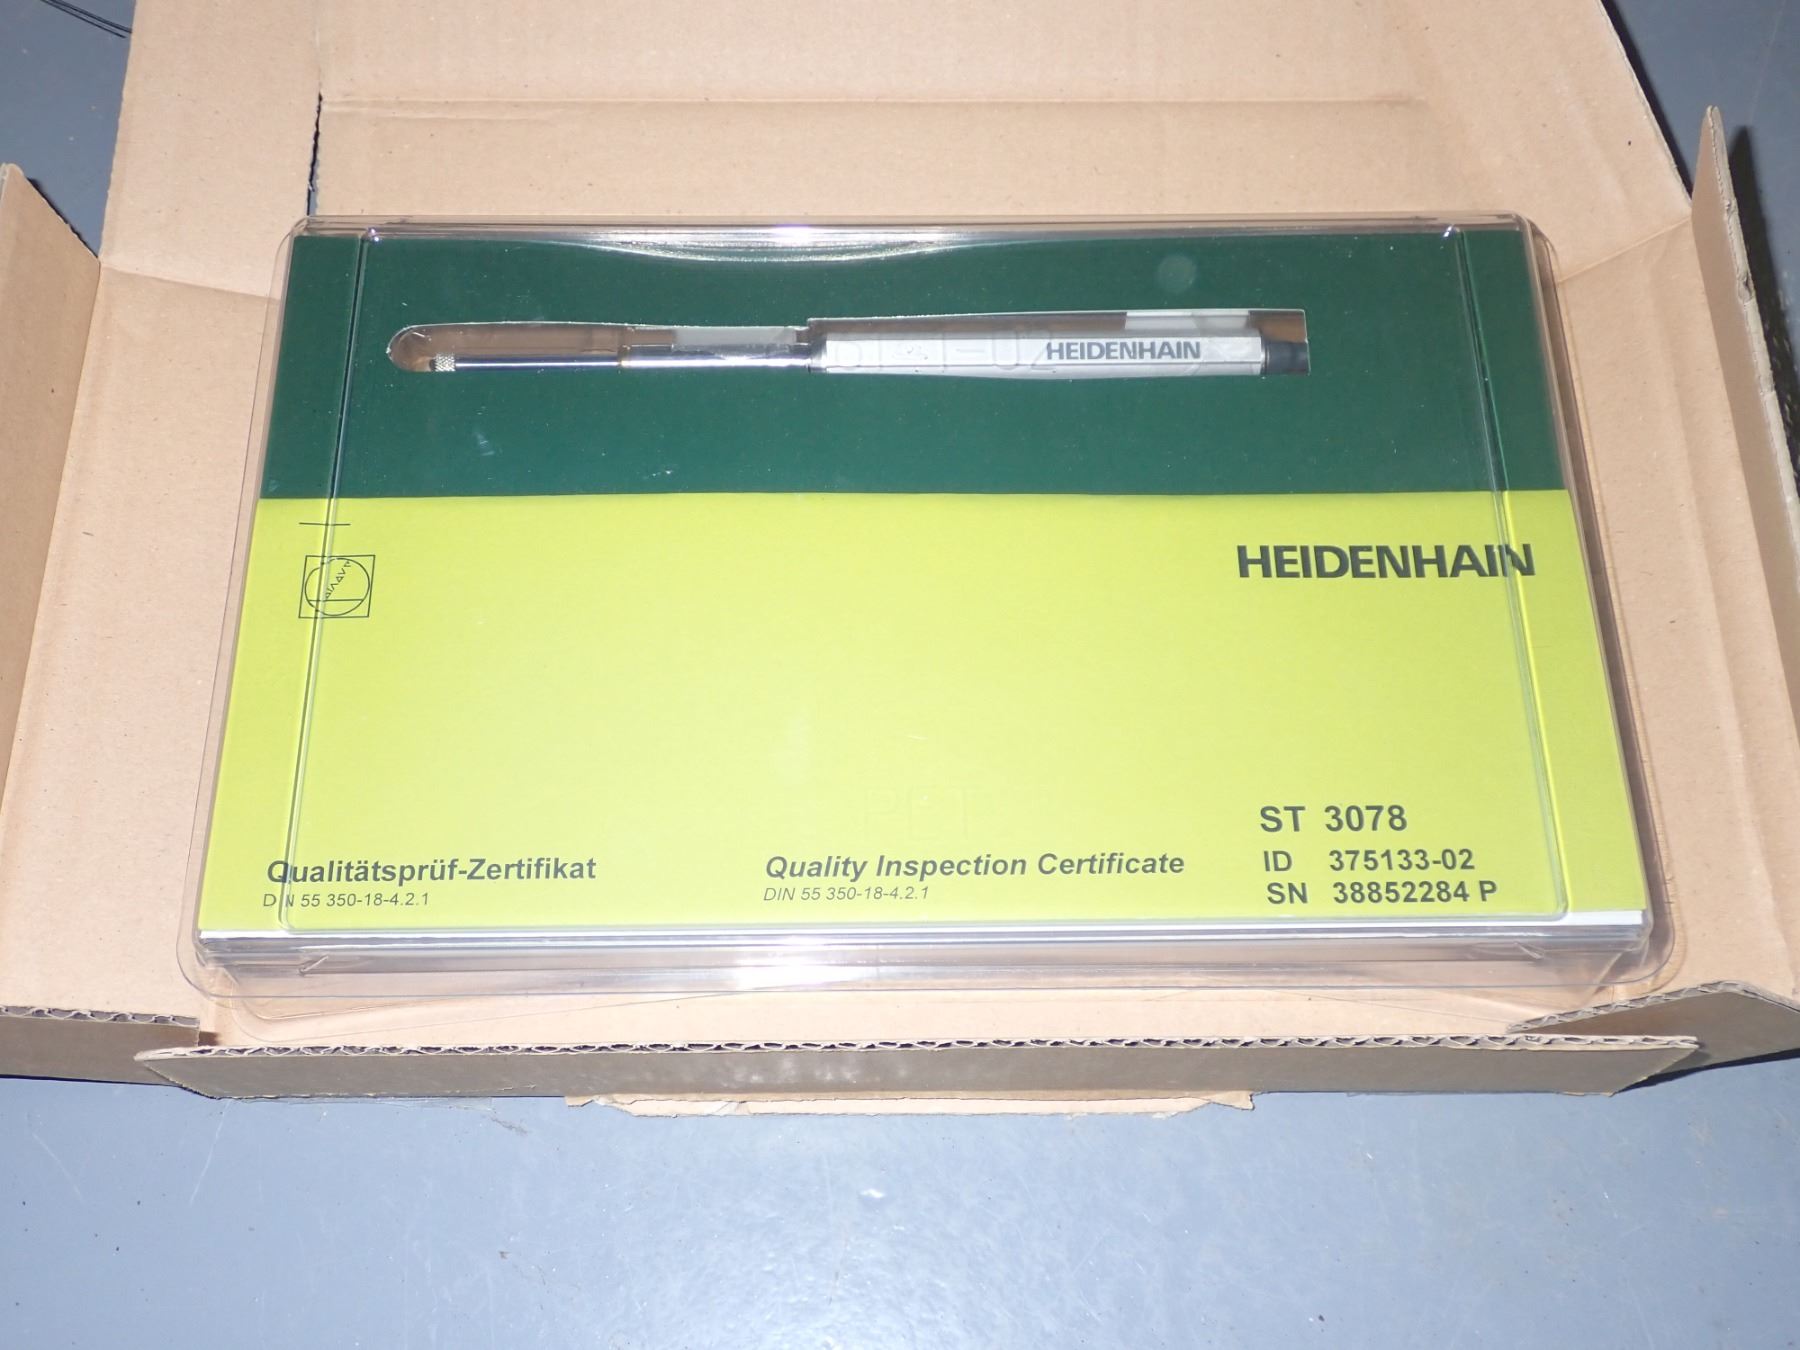 HEIDENHAIN
HEIDENHAIN
ST 3078
ID 375133-02
SN 38852284 P
Qualitätsprüf-Zertifikat
DIN 55 350-18-4.2.1
Quality Inspection Certificate
DIN 55 350-18-4.2.1
PET